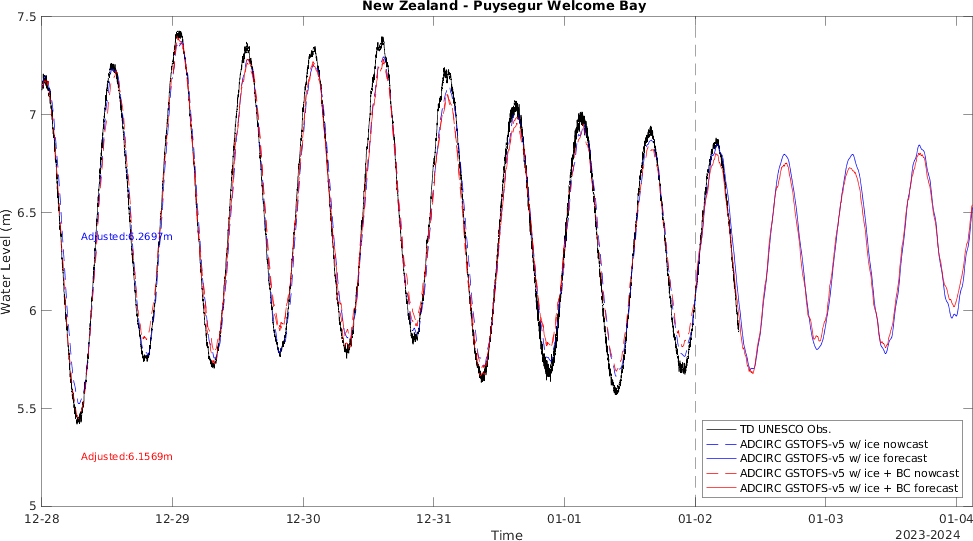 New Zealand - Puysegur Welcome Bay
7.5
7
6.5
6
5.5
5
Water Level (m)
Adjusted:6.2697m
Adjusted:6.1569m
TD UNESCO Obs.
ADCIRC GSTOFS-v5 w/ ice nowcast
ADCIRC GSTOFS-v5 w/ ice forecast
ADCIRC GSTOFS-v5 w/ ice + BC nowcast
ADCIRC GSTOFS-v5 w/ ice + BC forecast
12-28
12-29
12-30
12-31
01-01
01-02
01-03
01-04
Time
2023-2024